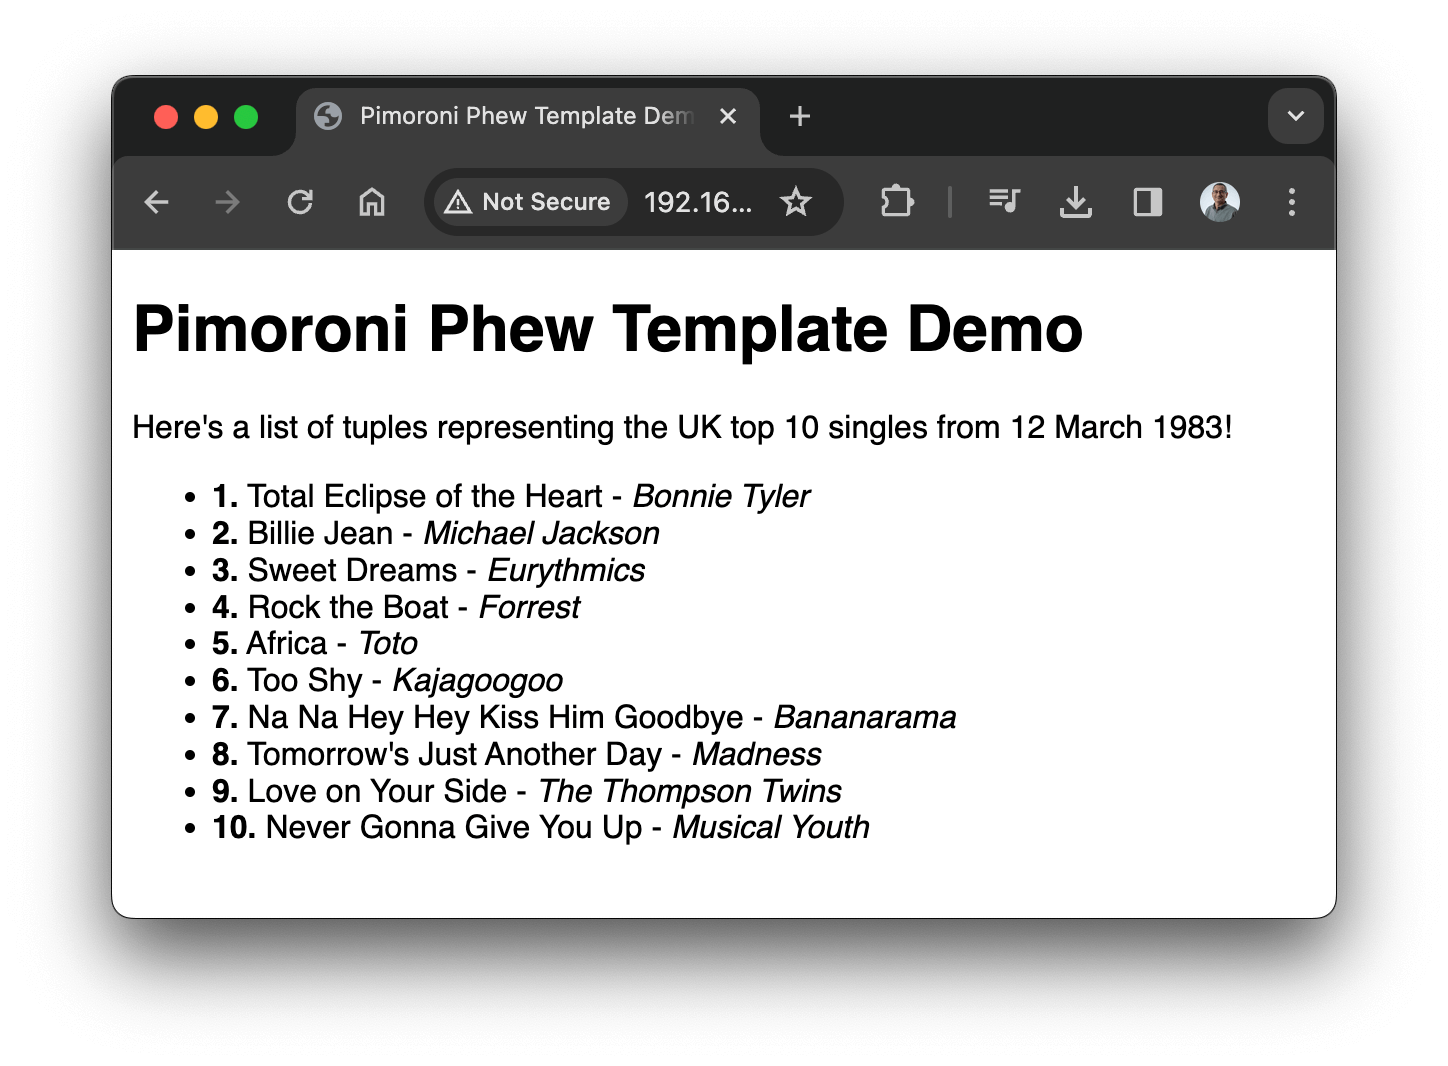 Pimoroni Phew Template Dem
Not Secure 192.16...
Pimoroni Phew Template Demo
Here's a list of tuples representing the UK top 10 singles from 12 March 1983!
• 1. Total Eclipse of the Heart - Bonnie Tyler
• 2. Billie Jean - Michael Jackson
• 3. Sweet Dreams - Eurythmics
• 4. Rock the Boat - Forrest
• 5. Africa - Toto
• 6. Too Shy - Kajagoogoo
• 7. Na Na Hey Hey Kiss Him Goodbye - Bananarama
• 8. Tomorrow's Just Another Day - Madness
• 9. Love on Your Side - The Thompson Twins
• 10. Never Gonna Give You Up - Musical Youth